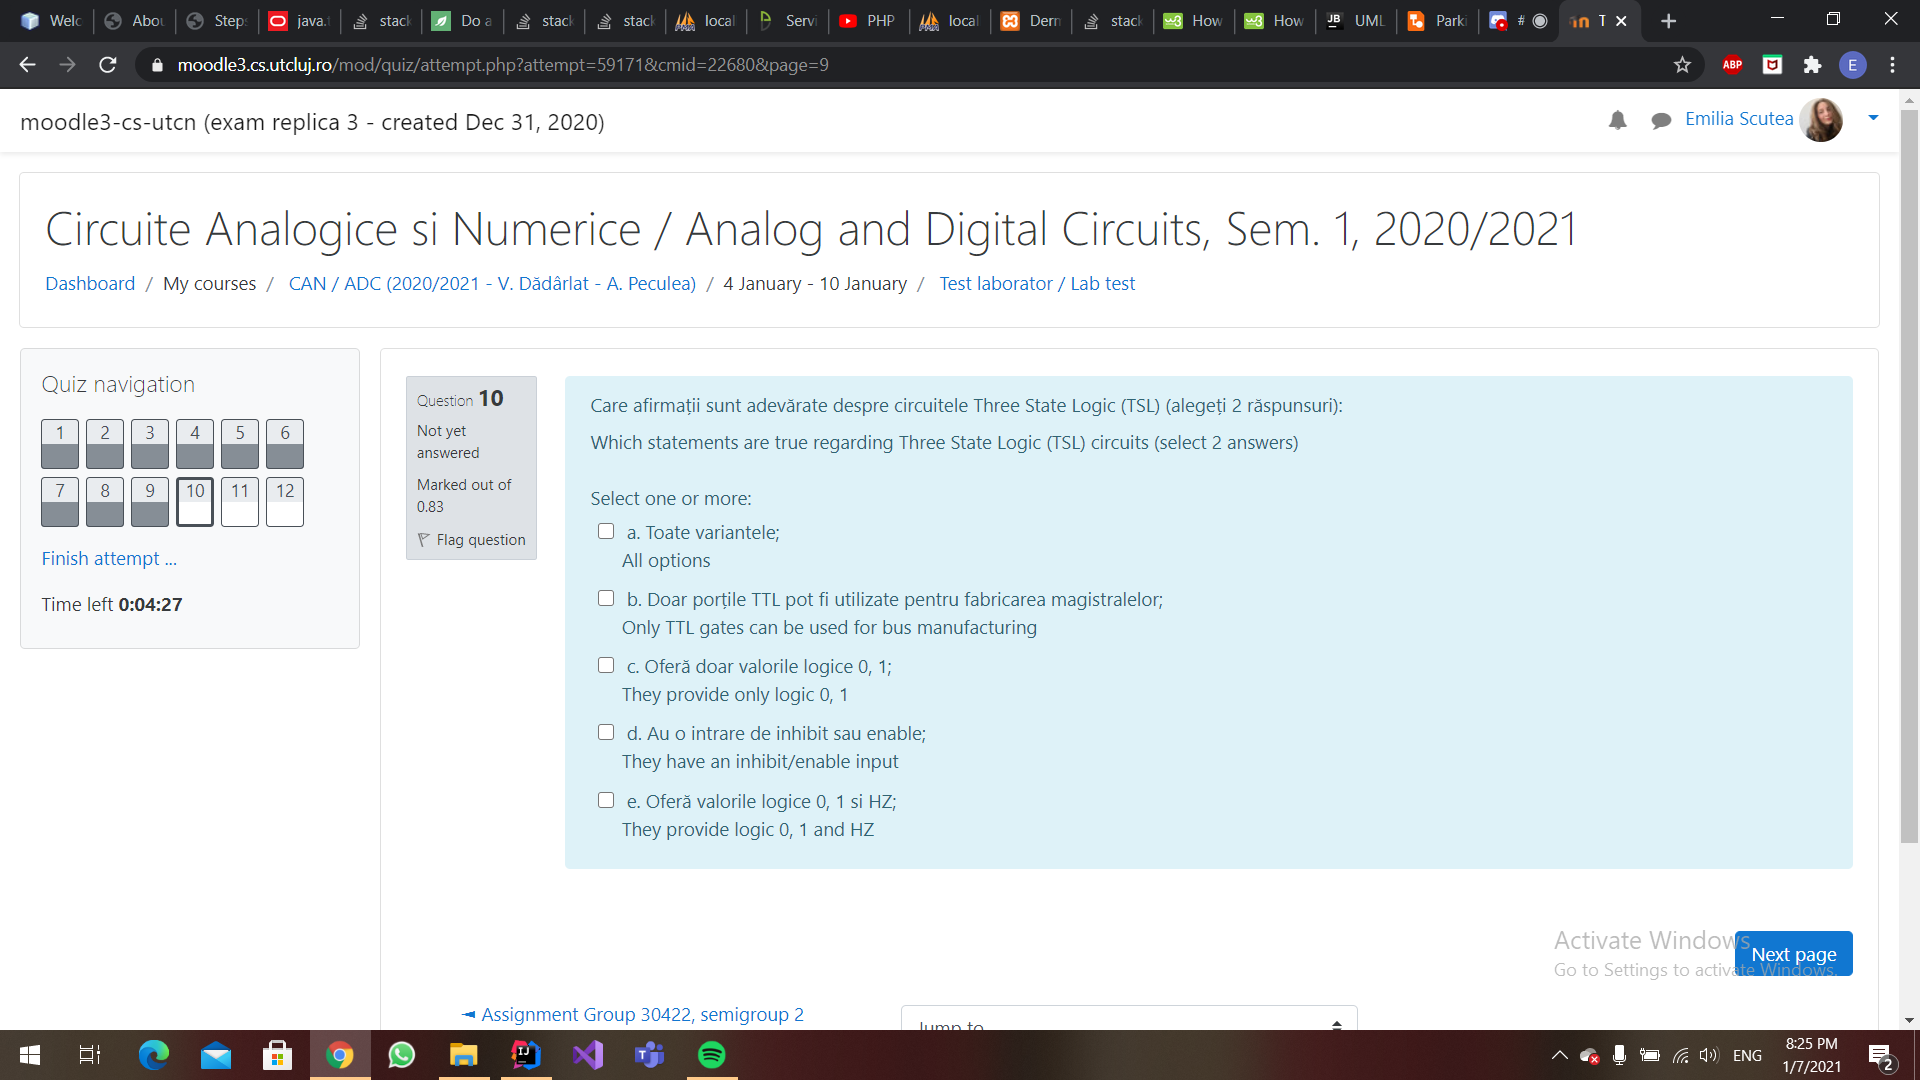 Welc
Abou
Step
java.
stack
Do a
stack
stack
local
Servi
PHP
local
Derm
stack
How
How
UML
Parki
#
T
moodle3.cs.utcluj.ro/mod/quiz/attempt.php?attempt=59171&cmid=22680&page=9
ABP
E
moodle3-cs-utcn (exam replica 3 - created Dec 31, 2020)
Emilia Scutea
Circuite Analogice si Numerice / Analog and Digital Circuits, Sem. 1, 2020/2021
Dashboard / My courses / CAN / ADC (2020/2021 - V. Dădârlat - A. Peculea) / 4 January - 10 January / Test laborator / Lab test
Quiz navigation
1 2 3 4 5 6
7 8 9 10 11 12
Finish attempt ...
Time left 0:04:27
Question 10
Not yet
answered
Marked out of
0.83
Flag question
Care afirmații sunt adevărate despre circuitele Three State Logic (TSL) (alegeți 2 răspunsuri):
Which statements are true regarding Three State Logic (TSL) circuits (select 2 answers)
Select one or more:
a. Toate variantele;
All options
b. Doar porțile TTL pot fi utilizate pentru fabricarea magistralelor;
Only TTL gates can be used for bus manufacturing
c. Oferă doar valorile logice 0, 1;
They provide only logic 0, 1
d. Au o intrare de inhibit sau enable;
They have an inhibit/enable input
e. Oferă valorile logice 0, 1 si HZ;
They provide logic 0, 1 and HZ
Activate Windows
Go to Settings to activate Windows.
Next page
◄ Assignment Group 30422, semigroup 2
Jump to
ENG
8:25 PM
1/7/2021
2